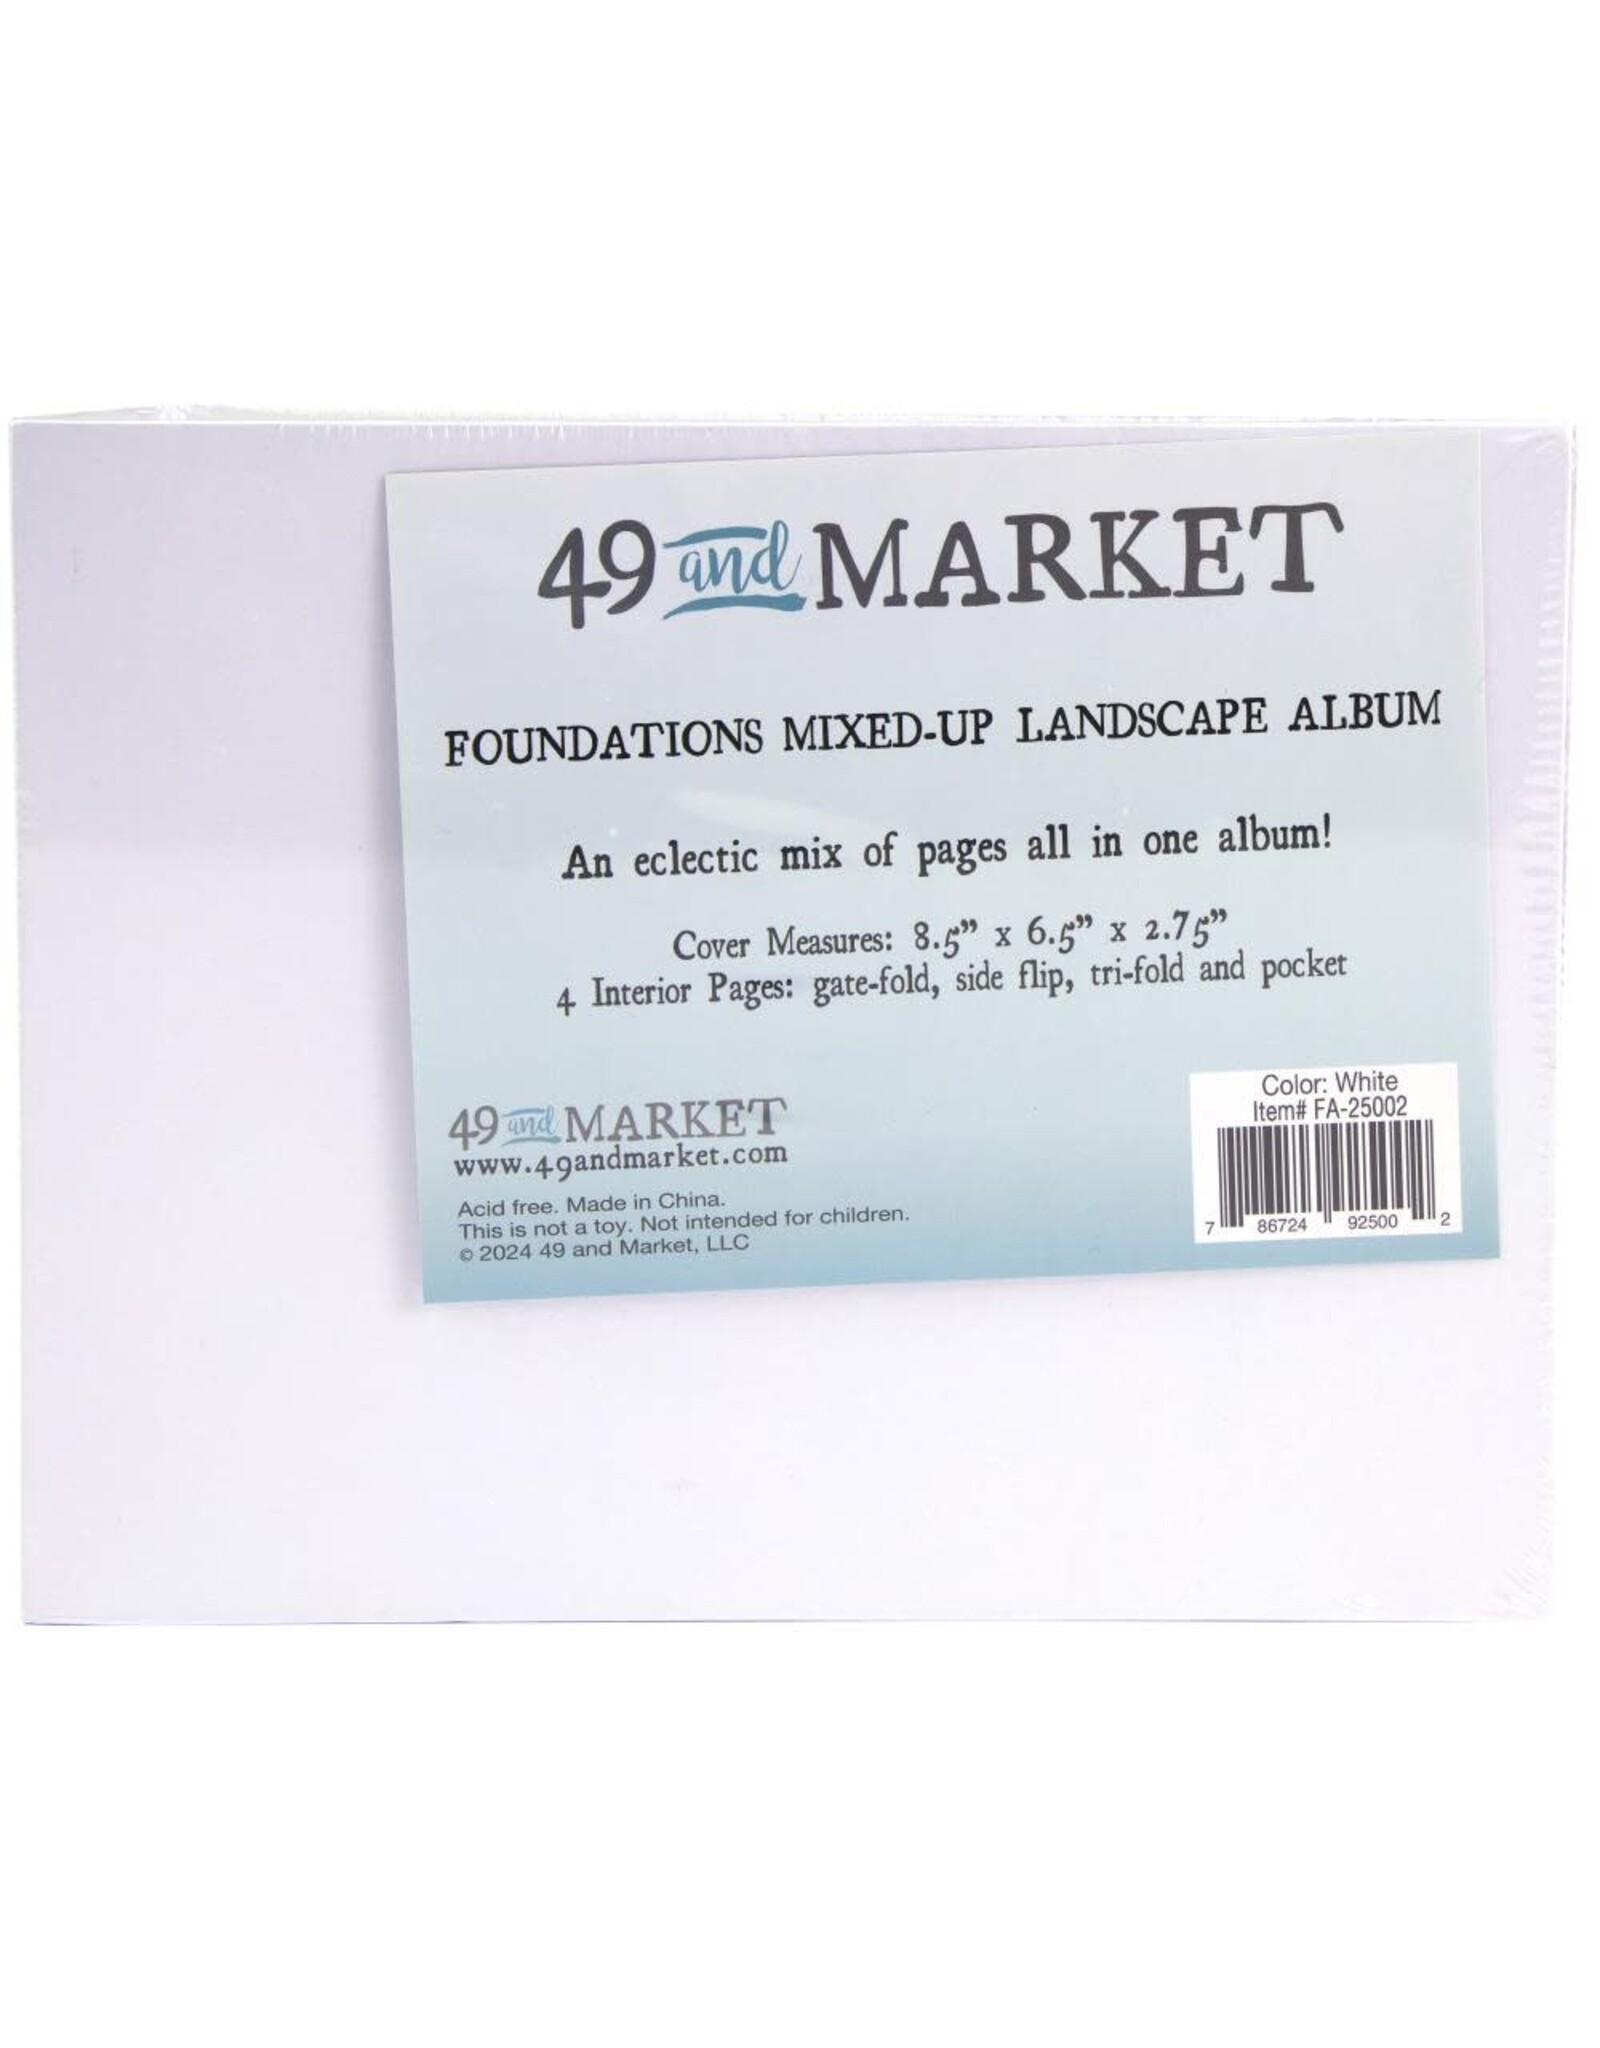 49 and MARKET
FOUNDATIONS MIXED-UP LANDSCAPE ALBUM
An eclectic mix of pages all in one album!
Cover Measures: 8.5” x 6.5” x 2.75”
4 Interior Pages: gate-fold, side flip, tri-fold and pocket
49 and MARKET
www.49andmarket.com
Acid free. Made in China.
This is not a toy. Not intended for children.
© 2024 49 and Market, LLC
Color: White
Item# FA-25002
7 86724 92500 2